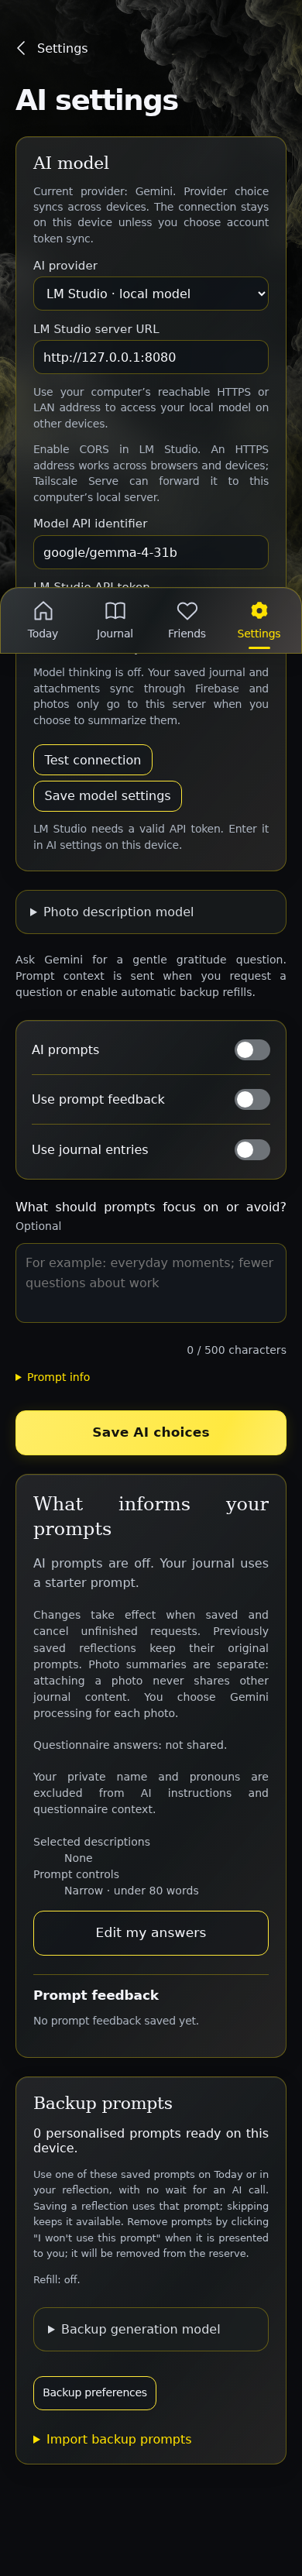 Settings
AI settings
AI model
Current provider: Gemini. Provider choice
syncs across devices. The connection stays
on this device unless you choose account
token sync.
AI provider
LM Studio · local model
LM Studio server URL
http://127.0.0.1:8080
Use your computer’s reachable HTTPS or
LAN address to access your local model on
other devices.
Enable CORS in LM Studio. An HTTPS
address works across browsers and devices;
Tailscale Serve can forward it to this
computer’s local server.
Model API identifier
google/gemma-4-31b
LM Studio API token
Today
Journal
Friends
Settings
Model thinking is off. Your saved journal and
attachments sync through Firebase and
photos only go to this server when you
choose to summarize them.
Test connection
Save model settings
LM Studio needs a valid API token. Enter it
in AI settings on this device.
Photo description model
Ask Gemini for a gentle gratitude question.
Prompt context is sent when you request a
question or enable automatic backup refills.
AI prompts
Use prompt feedback
Use journal entries
What should prompts focus on or avoid?
Optional
For example: everyday moments; fewer
questions about work
0 / 500 characters
Prompt info
Save AI choices
What informs your
prompts
AI prompts are off. Your journal uses
a starter prompt.
Changes take effect when saved and
cancel unfinished requests. Previously
saved reflections keep their original
prompts. Photo summaries are separate:
attaching a photo never shares other
journal content. You choose Gemini
processing for each photo.
Questionnaire answers: not shared.
Your private name and pronouns are
excluded from AI instructions and
questionnaire context.
Selected descriptions
None
Prompt controls
Narrow · under 80 words
Edit my answers
Prompt feedback
No prompt feedback saved yet.
Backup prompts
0 personalised prompts ready on this
device.
Use one of these saved prompts on Today or in
your reflection, with no wait for an AI call.
Saving a reflection uses that prompt; skipping
keeps it available. Remove prompts by clicking
"I won't use this prompt" when it is presented
to you; it will be removed from the reserve.
Refill: off.
Backup generation model
Backup preferences
Import backup prompts